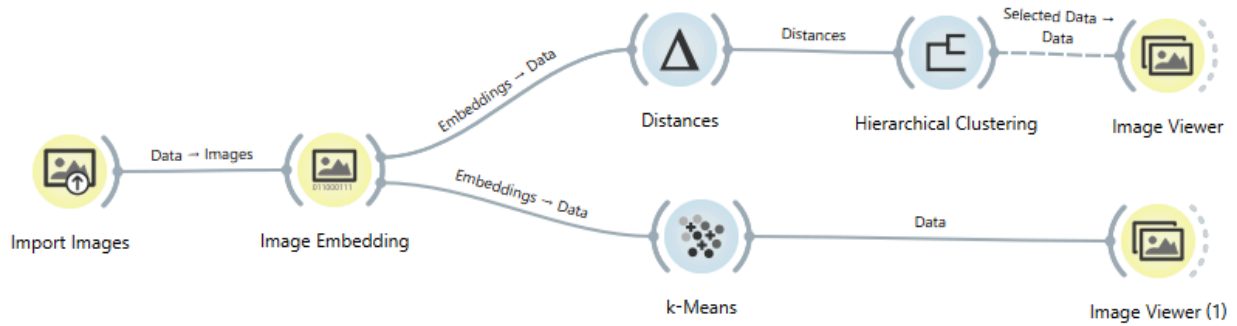 Selected Data → Data
Embeddings → Data
Distances
Distances
Hierarchical Clustering
Image Viewer
Data → Images
011000111
Import Images
Image Embedding
Embeddings → Data
Data
k-Means
Image Viewer (1)